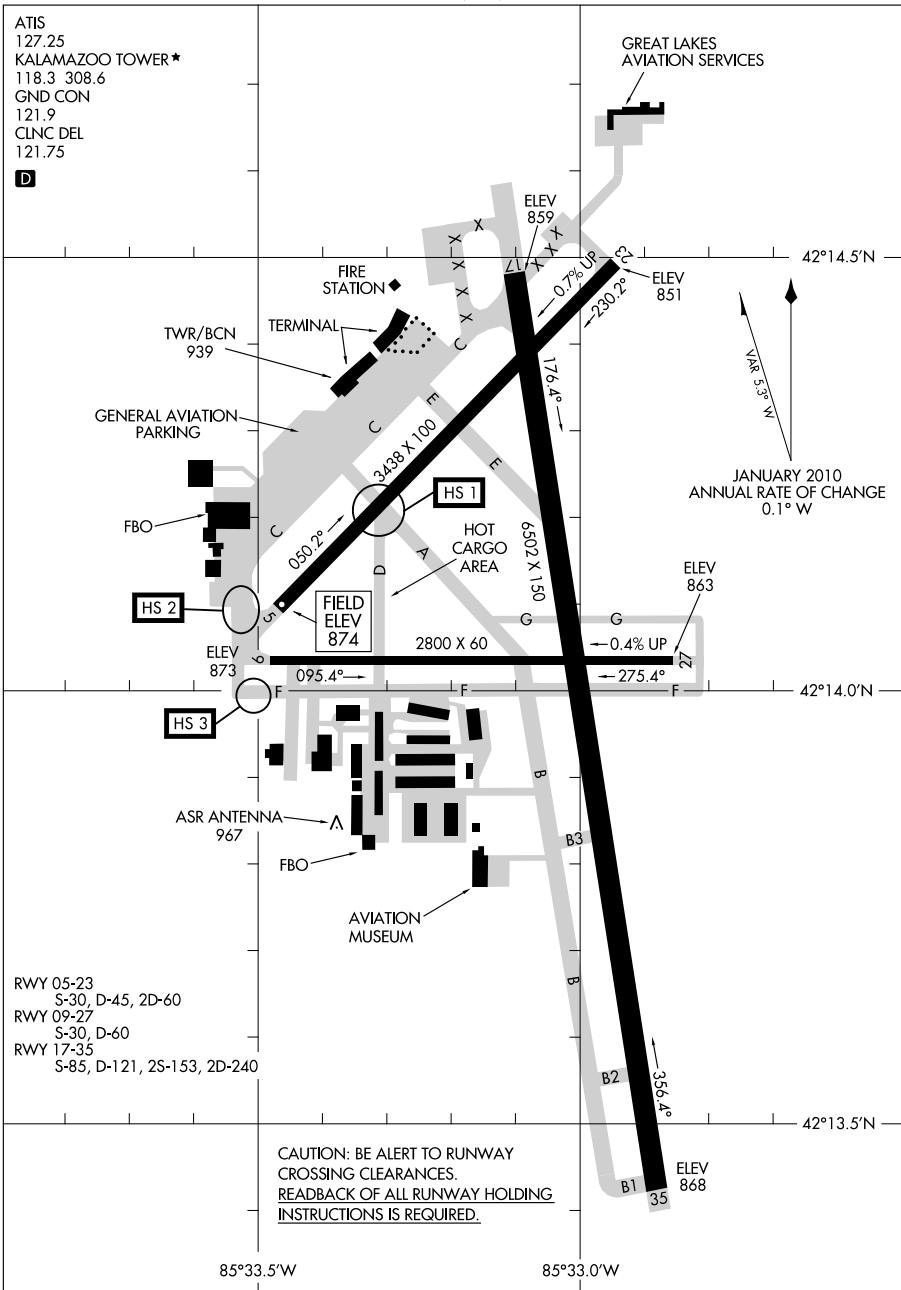 ATIS
127.25
KALAMAZOO TOWER★
118.3 308.6
GND CON
121.9
CLNC DEL
121.75
D
GREAT LAKES
AVIATION SERVICES
ELEV
859
X
X
X
X
X
X
X
X
X
17
23
42°14.5'N
0.7% UP
230.2°
ELEV
851
FIRE
STATION
TERMINAL
TWR/BCN
939
C
176.4°
VAR 5.3° W
GENERAL AVIATION
PARKING
E
C
3438 X 100
E
JANUARY 2010
ANNUAL RATE OF CHANGE
0.1° W
HS 1
FBO
C
050.2°
HOT
CARGO
AREA
A
D
6502 X 150
ELEV
863
HS 2
5
FIELD
ELEV
874
G
G
ELEV
873
9
2800 X 60
0.4% UP
27
095.4°
275.4°
F
F
F
42°14.0'N
HS 3
B
ASR ANTENNA
967
FBO
B3
AVIATION
MUSEUM
B
RWY 05-23
S-30, D-45, 2D-60
RWY 09-27
S-30, D-60
RWY 17-35
S-85, D-121, 2S-153, 2D-240
B2
356.4°
42°13.5'N
CAUTION: BE ALERT TO RUNWAY
CROSSING CLEARANCES.
READBACK OF ALL RUNWAY HOLDING
INSTRUCTIONS IS REQUIRED.
B1
35
ELEV
868
85°33.5'W
85°33.0'W